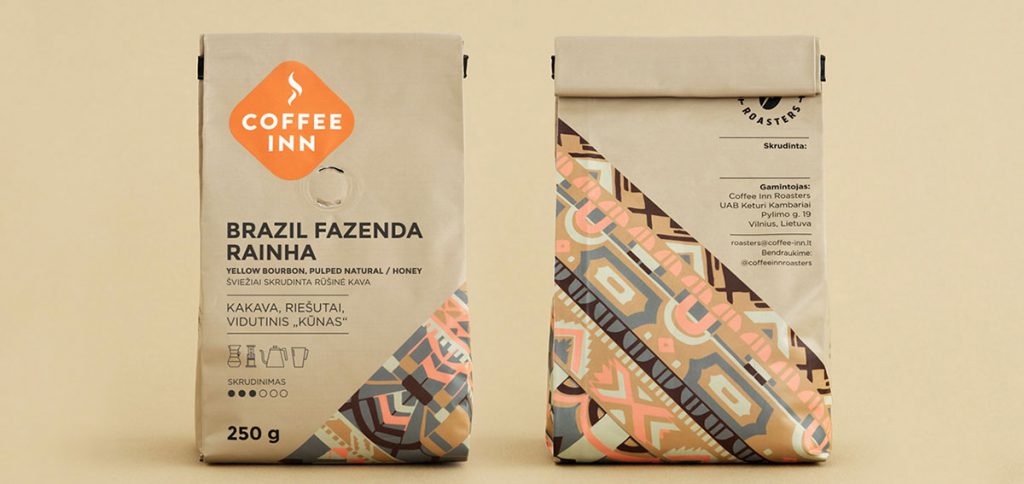 COFFEE
INN
BRAZIL FAZENDA
RAINHA
YELLOW BOURBON, PULPED NATURAL / HONEY
ŠVIEŽIAI SKRUDINTA RŪŠINĖ KAVA
KAKAVA, RIEŠUTAI,
VIDUTINIS „KŪNAS“
SKRUDINIMAS
250 g
ROASTERS
Skrudinta:
Gamintojas:
Coffee Inn Roasters
UAB Keturi Kambariai
Pylimo g. 19
Vilnius, Lietuva
roasters@coffee-inn.lt
Bendraukime:
@coffeeinnroasters